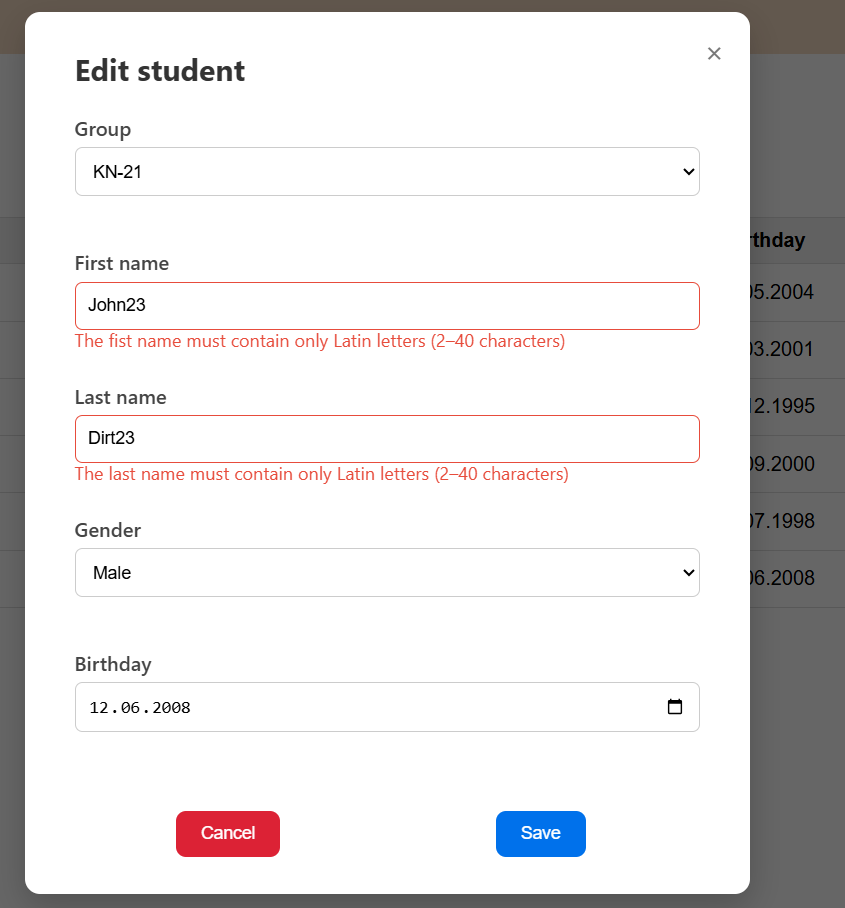 Edit student
×
Group
KN-21
First name
John23
The fist name must contain only Latin letters (2–40 characters)
Last name
Dirt23
The last name must contain only Latin letters (2–40 characters)
Gender
Male
Birthday
12.06.2008
Cancel
Save
rthday
05.2004
03.2001
12.1995
09.2000
07.1998
06.2008